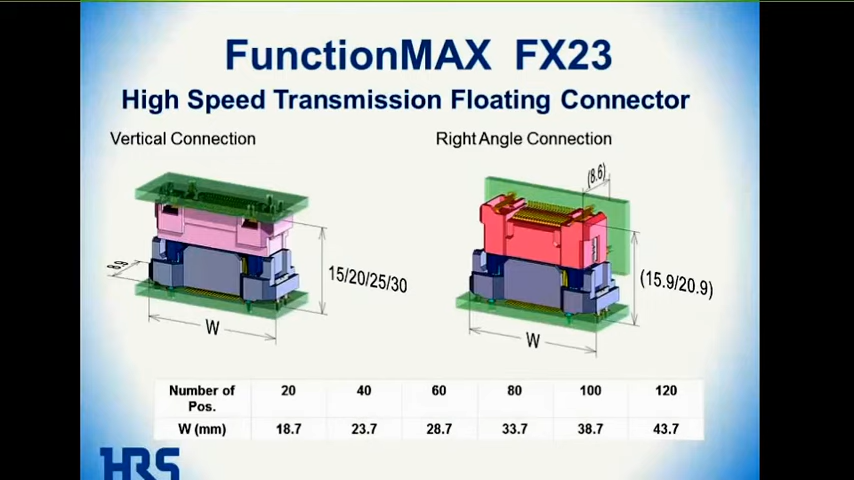 FunctionMAX FX23
High Speed Transmission Floating Connector
Vertical Connection
Right Angle Connection
8.9
15/20/25/30
W
(8.6)
(15.9/20.9)
W
Number of Pos. 20 40 60 80 100 120
W (mm) 18.7 23.7 28.7 33.7 38.7 43.7
HRS